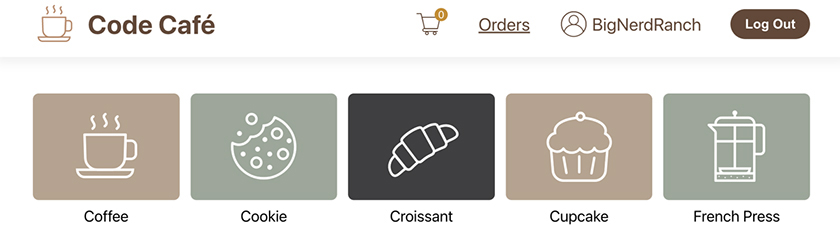 Code Café
0
Orders
BigNerdRanch
Log Out
Coffee
Cookie
Croissant
Cupcake
French Press